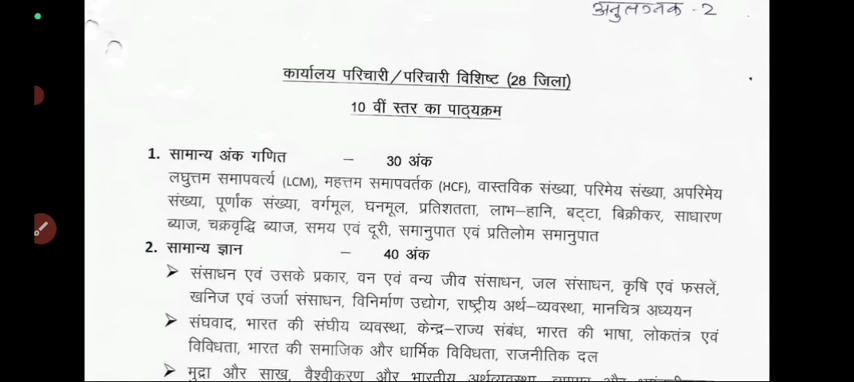 अनुलग्नक - 2
कार्यालय परिचारी/परिचारी विशिष्ट (28 जिला)
10 वीं स्तर का पाठ्यक्रम
1. सामान्य अंक गणित – 30 अंक
लघुत्तम समापवर्त्य (LCM), महत्तम समापवर्तक (HCF), वास्तविक संख्या, परिमेय संख्या, अपरिमेय
संख्या, पूर्णांक संख्या, वर्गमूल, घनमूल, प्रतिशतता, लाभ–हानि, बट्टा, बिक्रीकर, साधारण
ब्याज, चक्रवृद्धि ब्याज, समय एवं दूरी, समानुपात एवं प्रतिलोम समानुपात
2. सामान्य ज्ञान – 40 अंक
➤ संसाधन एवं उसके प्रकार, वन एवं वन्य जीव संसाधन, जल संसाधन, कृषि एवं फसलें,
खनिज एवं उर्जा संसाधन, विनिर्माण उद्योग, राष्ट्रीय अर्थ–व्यवस्था, मानचित्र अध्ययन
➤ संघवाद, भारत की संघीय व्यवस्था, केन्द्र–राज्य संबंध, भारत की भाषा, लोकतंत्र एवं
विविधता, भारत की समाजिक और धार्मिक विविधता, राजनीतिक दल
➤ मुद्रा और साख, वैश्वीकरण और भारतीय अर्थव्यवस्था,